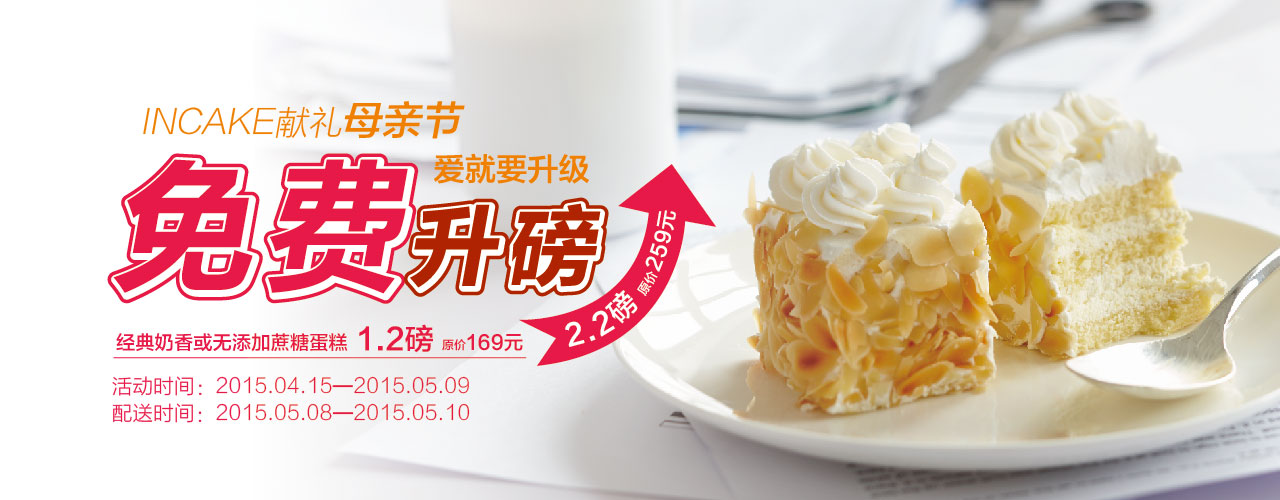 INCAKE献礼母亲节
爱就要升级
免费升磅
经典奶香或无添加蔗糖蛋糕 1.2磅 原价169元
2.2磅 原价259元
活动时间：2015.04.15—2015.05.09
配送时间：2015.05.08—2015.05.10